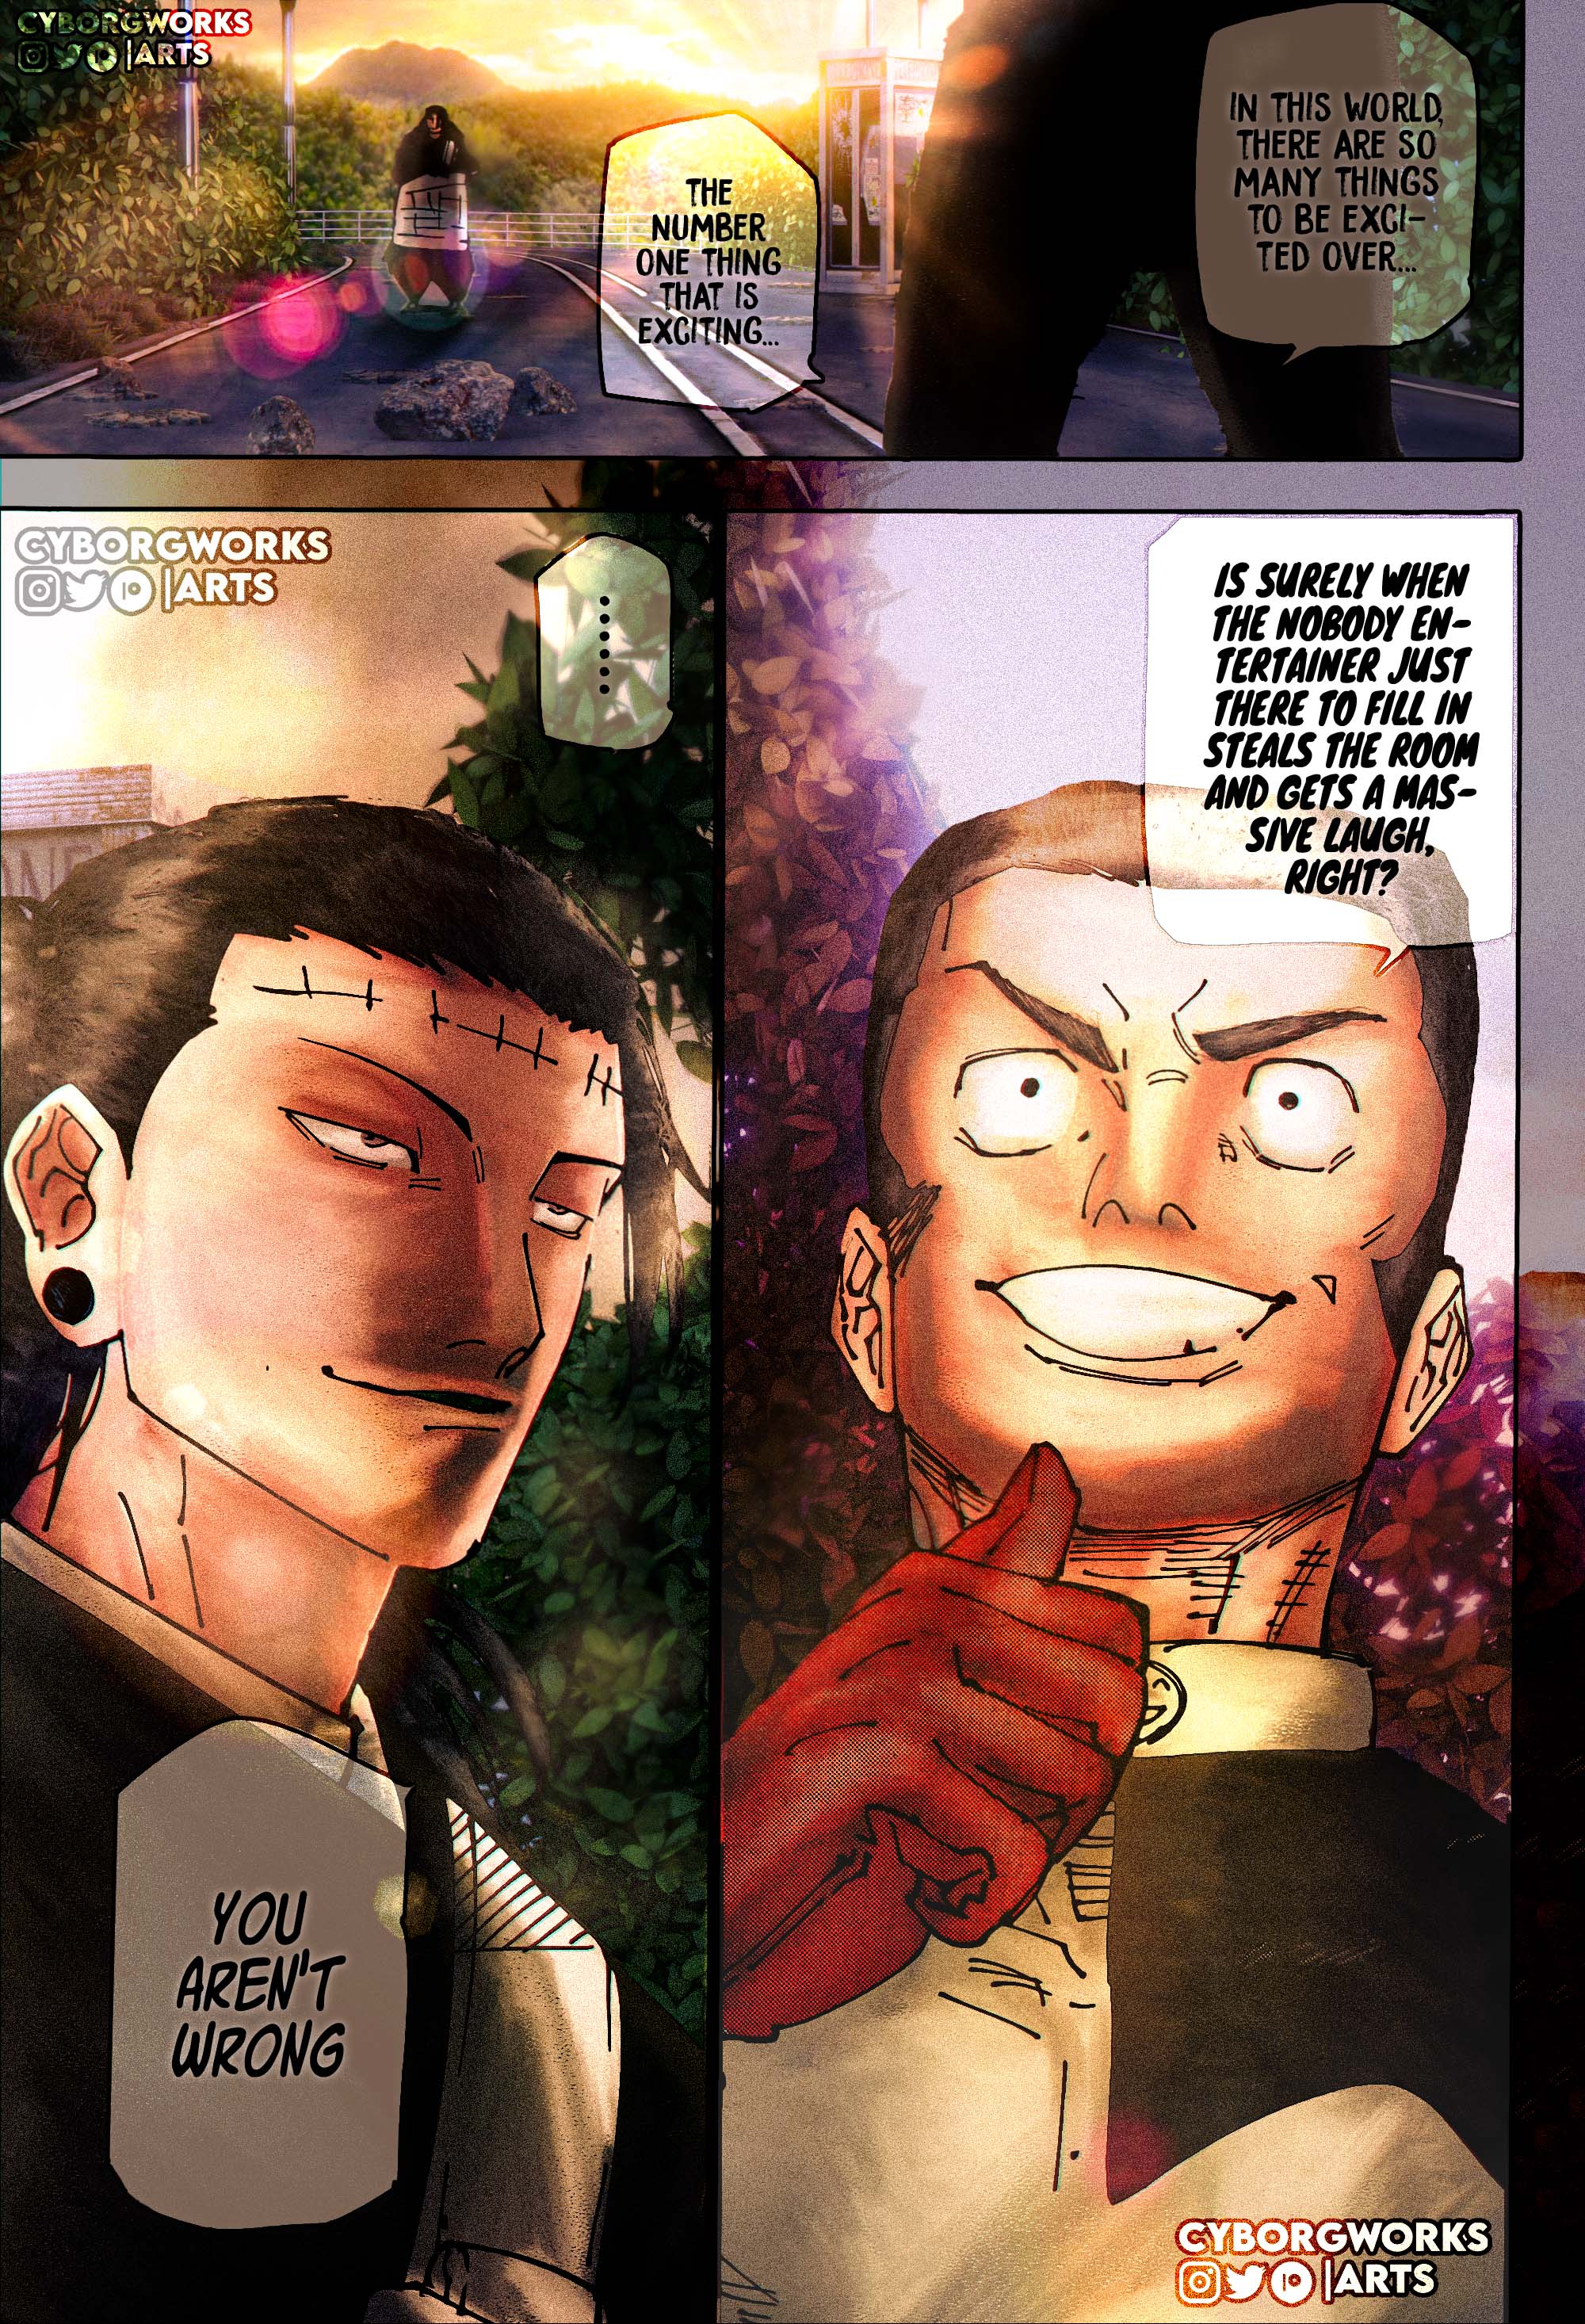 CYBORGWORKS
|ARTS
IN THIS WORLD,
THERE ARE SO
MANY THINGS
TO BE EXCI-
TED OVER...
THE
NUMBER
ONE THING
THAT IS
EXCITING...
IS SURELY WHEN
THE NOBODY EN-
TERTAINER JUST
THERE TO FILL IN
STEALS THE ROOM
AND GETS A MAS-
SIVE LAUGH,
RIGHT?
CYBORGWORKS
|ARTS
.......
YOU
AREN'T
WRONG
CYBORGWORKS
|ARTS